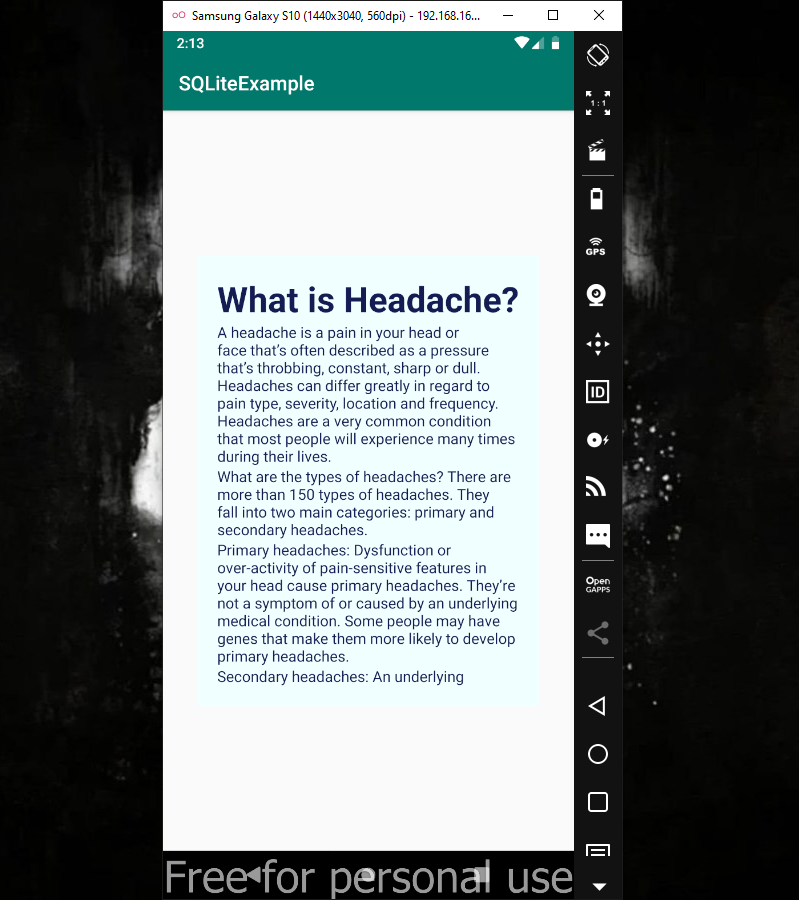 Samsung Galaxy S10 (1440x3040, 560dpi) - 192.168.16...
2:13
SQLiteExample
1 : 1
GPS
ID
Open
GAPPS
What is Headache?
A headache is a pain in your head or
face that’s often described as a pressure
that’s throbbing, constant, sharp or dull.
Headaches can differ greatly in regard to
pain type, severity, location and frequency.
Headaches are a very common condition
that most people will experience many times
during their lives.
What are the types of headaches? There are
more than 150 types of headaches. They
fall into two main categories: primary and
secondary headaches.
Primary headaches: Dysfunction or
over-activity of pain-sensitive features in
your head cause primary headaches. They’re
not a symptom of or caused by an underlying
medical condition. Some people may have
genes that make them more likely to develop
primary headaches.
Secondary headaches: An underlying
Free for personal use